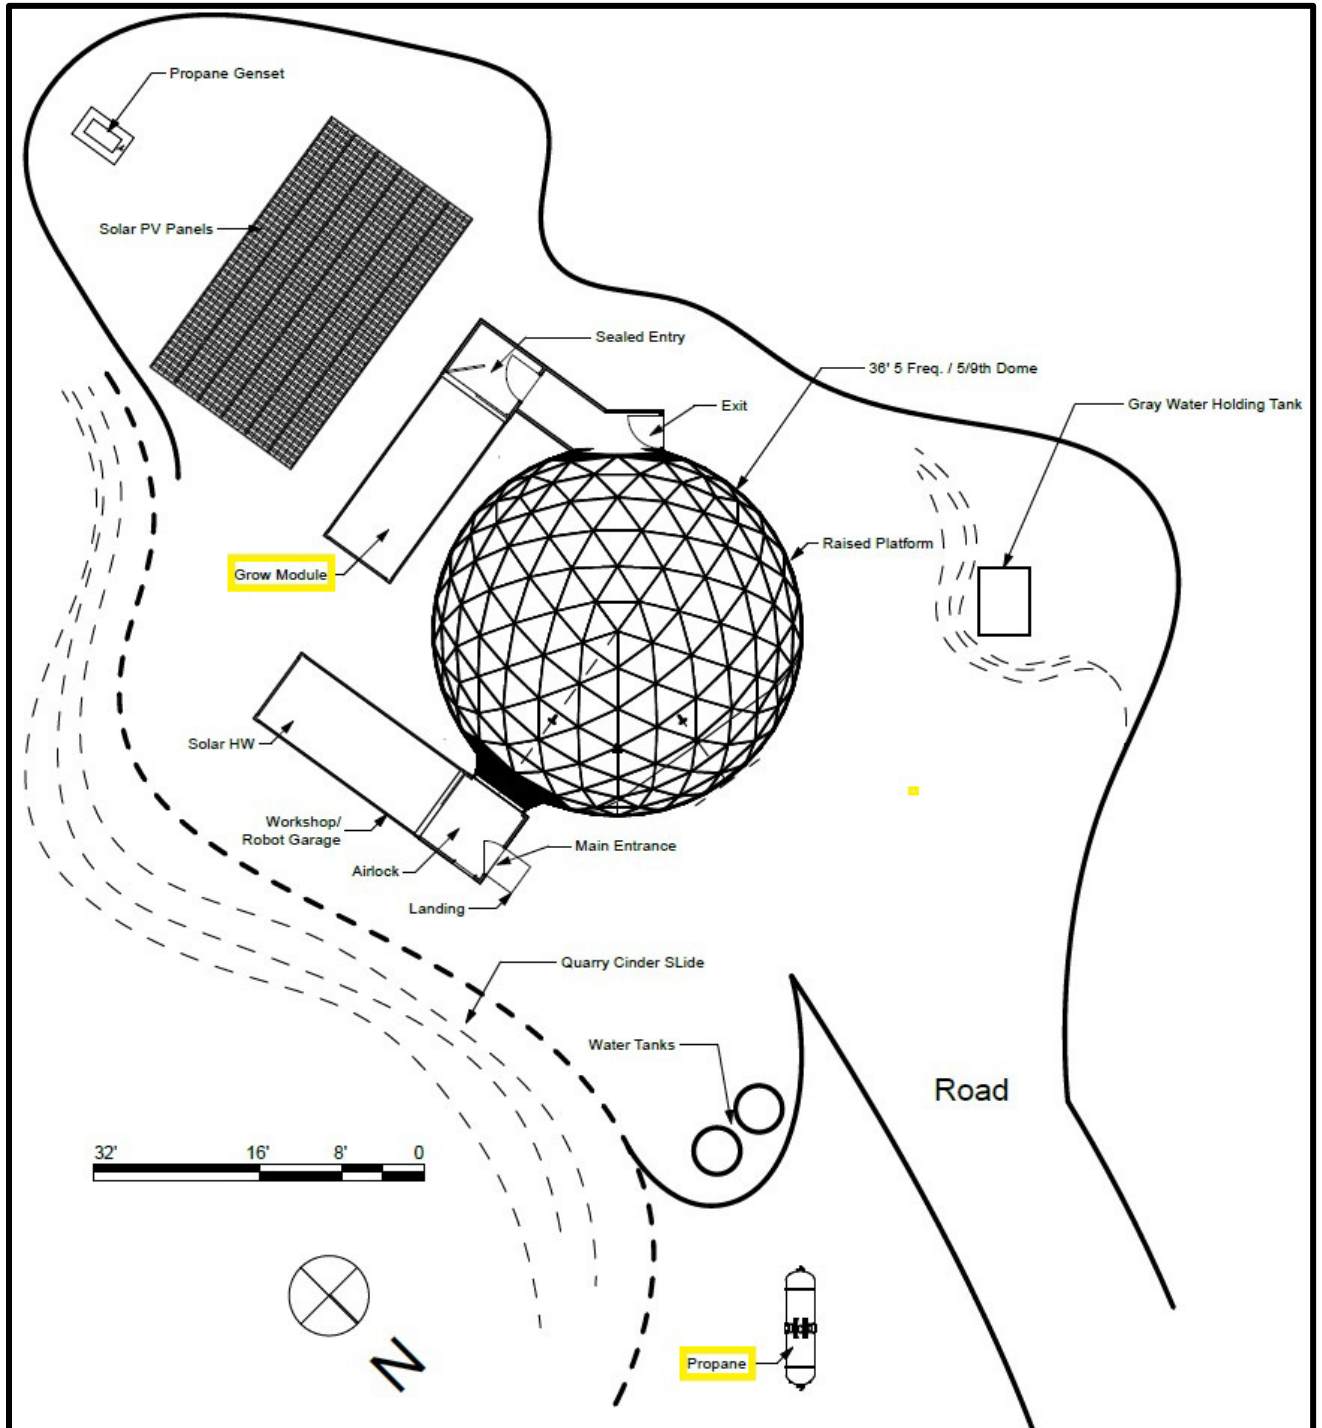 Propane Genset
Solar PV Panels
Sealed Entry
36' 5 Freq. / 5/9th Dome
Exit
Gray Water Holding Tank
Raised Platform
Grow Module
Solar HW
Workshop/
Robot Garage
Main Entrance
Airlock
Landing
Quarry Cinder SLide
Water Tanks
Road
32' 16' 8' 0
N
Propane